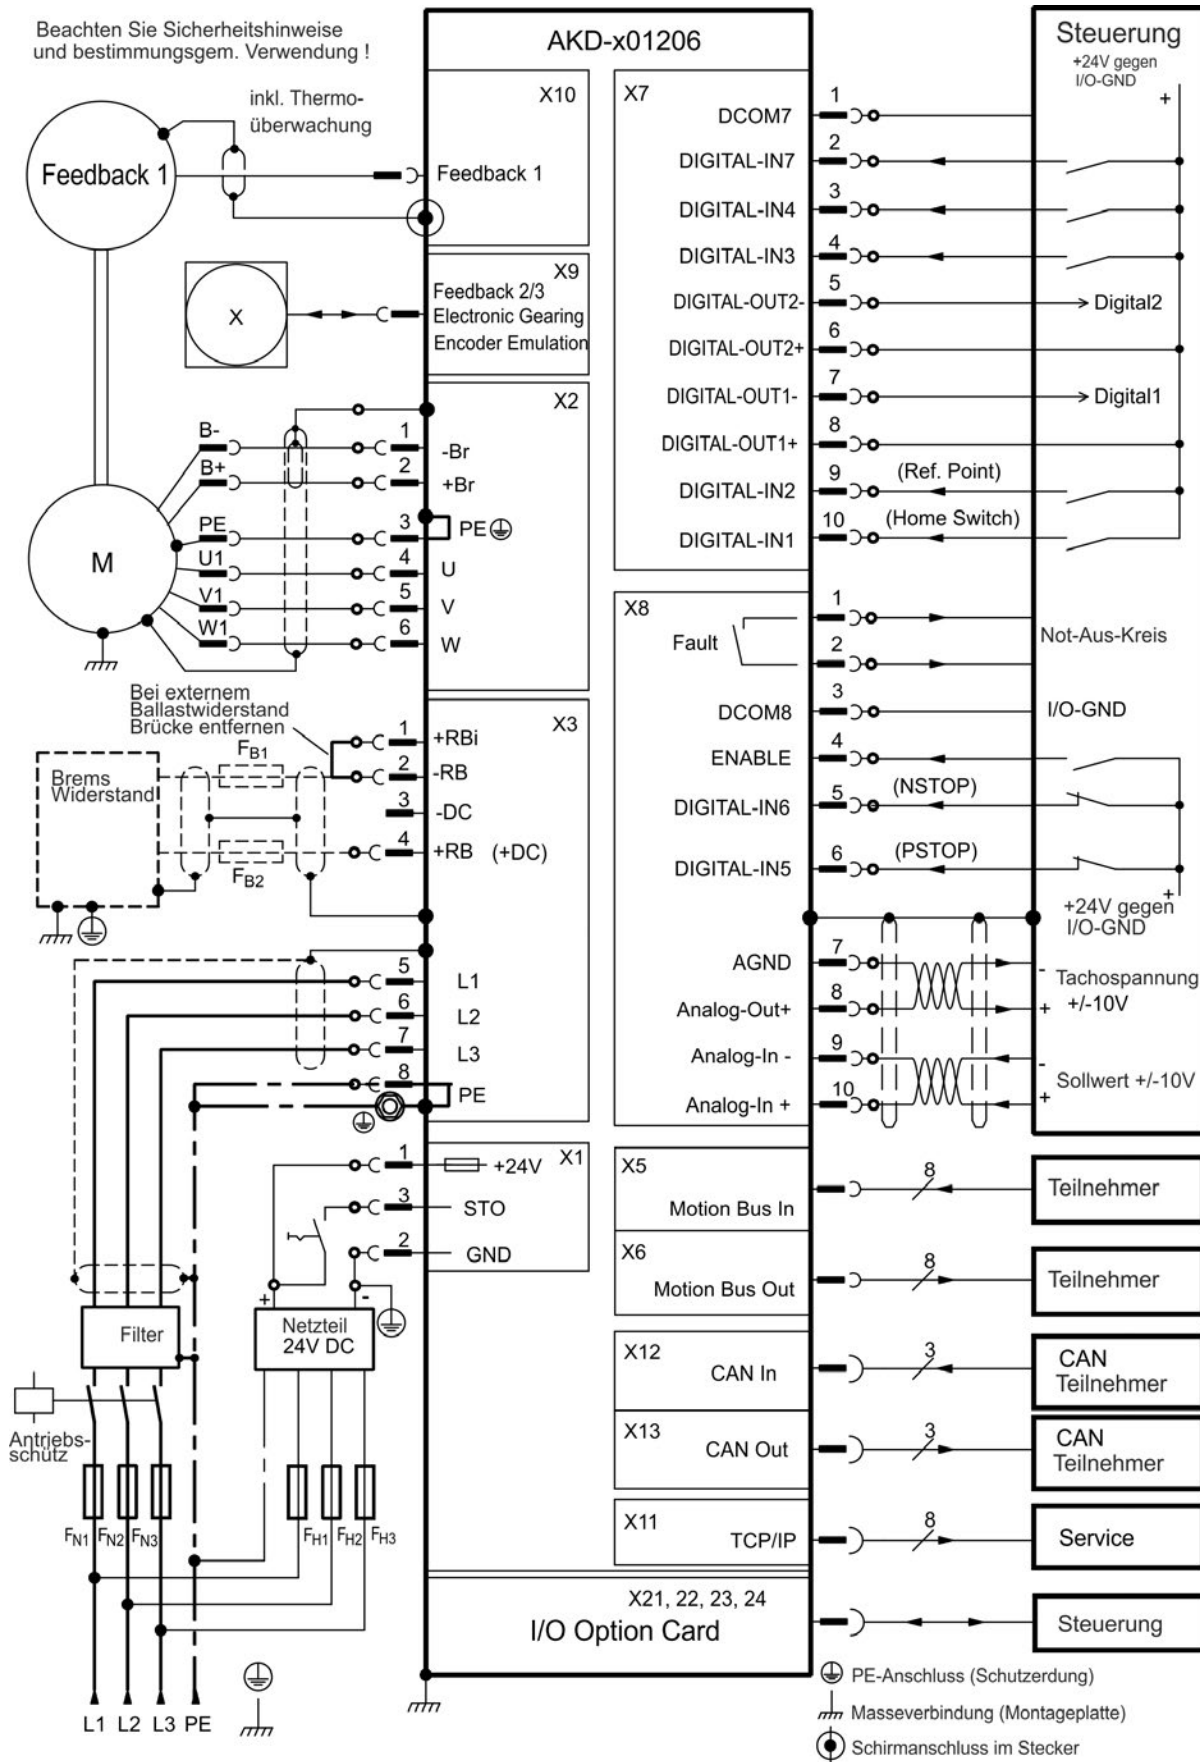 Beachten Sie Sicherheitshinweise
und bestimmungsgem. Verwendung !
AKD-x01206
Steuerung
+24V gegen
I/O-GND
+
inkl. Thermo-
überwachung
Feedback 1
X10
Feedback 1
X9
Feedback 2/3
Electronic Gearing
Encoder Emulation
X
X2
B-
1
-Br
B+
2
+Br
PE
3
PE
U1
4
U
V1
5
V
W1
6
W
M
Bei externem
Ballastwiderstand
Brücke entfernen
X3
1
+RBi
FB1
2
-RB
Brems
Widerstand
3
-DC
4
+RB (+DC)
FB2
5
L1
6
L2
7
L3
8
PE
X1
1
+24V
3
STO
2
GND
+
-
Filter
Netzteil
24V DC
Antriebs-
schütz
FN1
FN2
FN3
FH1
FH2
FH3
L1
L2
L3
PE
X7
DCOM7
1
DIGITAL-IN7
2
DIGITAL-IN4
3
DIGITAL-IN3
4
DIGITAL-OUT2-
5
Digital2
DIGITAL-OUT2+
6
DIGITAL-OUT1-
7
Digital1
DIGITAL-OUT1+
8
DIGITAL-IN2
9
(Ref. Point)
DIGITAL-IN1
10
(Home Switch)
X8
Fault
1
2
Not-Aus-Kreis
DCOM8
3
I/O-GND
ENABLE
4
DIGITAL-IN6
5
(NSTOP)
DIGITAL-IN5
6
(PSTOP)
+
+24V gegen
I/O-GND
AGND
7
-
Tachospannung
+/-10V
Analog-Out+
8
+
Analog-In -
9
-
Sollwert +/-10V
Analog-In +
10
+
X5
Motion Bus In
8
Teilnehmer
X6
Motion Bus Out
8
Teilnehmer
X12
CAN In
3
CAN
Teilnehmer
X13
CAN Out
3
CAN
Teilnehmer
X11
TCP/IP
8
Service
X21, 22, 23, 24
I/O Option Card
Steuerung
PE-Anschluss (Schutzerdung)
Masseverbindung (Montageplatte)
Schirmanschluss im Stecker